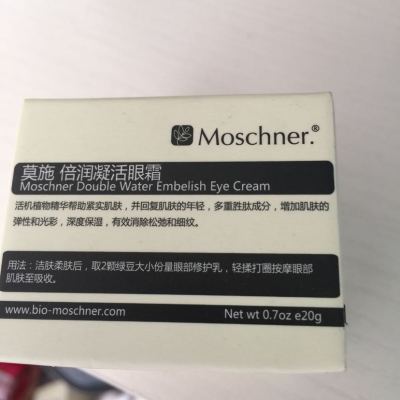 Moschner.®
莫施 倍润凝活眼霜
Moschner Double Water Embelish Eye Cream
活机植物精华帮助紧实肌肤，并回复肌肤的年轻，多重胜肽成分，增加肌肤的
弹性和光彩，深度保湿，有效消除松弛和细纹。
用法：洁肤柔肤后，取2颗绿豆大小份量眼部修护乳，轻揉打圈按摩眼部
肌肤至吸收。
www.bio-moschner.com
Net wt 0.7oz e20g